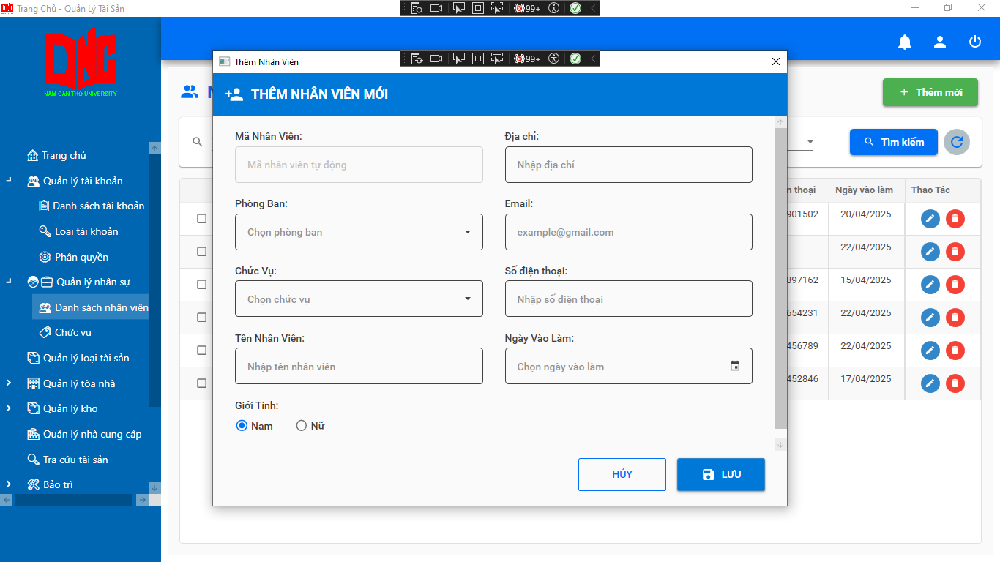 Trang Chủ - Quản Lý Tài Sản
99+
DNC
NAM CAN THO UNIVERSITY
Trang chủ
Quản lý tài khoản
Danh sách tài khoản
Loại tài khoản
Phân quyền
Quản lý nhân sự
Danh sách nhân viên
Chức vụ
Quản lý loại tài sản
Quản lý tòa nhà
Quản lý kho
Quản lý nhà cung cấp
Tra cứu tài sản
Bảo trì
Thêm mới
Tìm kiếm
n thoại Ngày vào làm Thao Tác
901502 20/04/2025
22/04/2025
897162 15/04/2025
654231 22/04/2025
456789 22/04/2025
452846 17/04/2025
Thêm Nhân Viên
99+
THÊM NHÂN VIÊN MỚI
Mã Nhân Viên:
Mã nhân viên tự động
Phòng Ban:
Chọn phòng ban
Chức Vụ:
Chọn chức vụ
Tên Nhân Viên:
Nhập tên nhân viên
Giới Tính:
Nam Nữ
Địa chỉ:
Nhập địa chỉ
Email:
example@gmail.com
Số điện thoại:
Nhập số điện thoại
Ngày Vào Làm:
Chọn ngày vào làm
HỦY LƯU